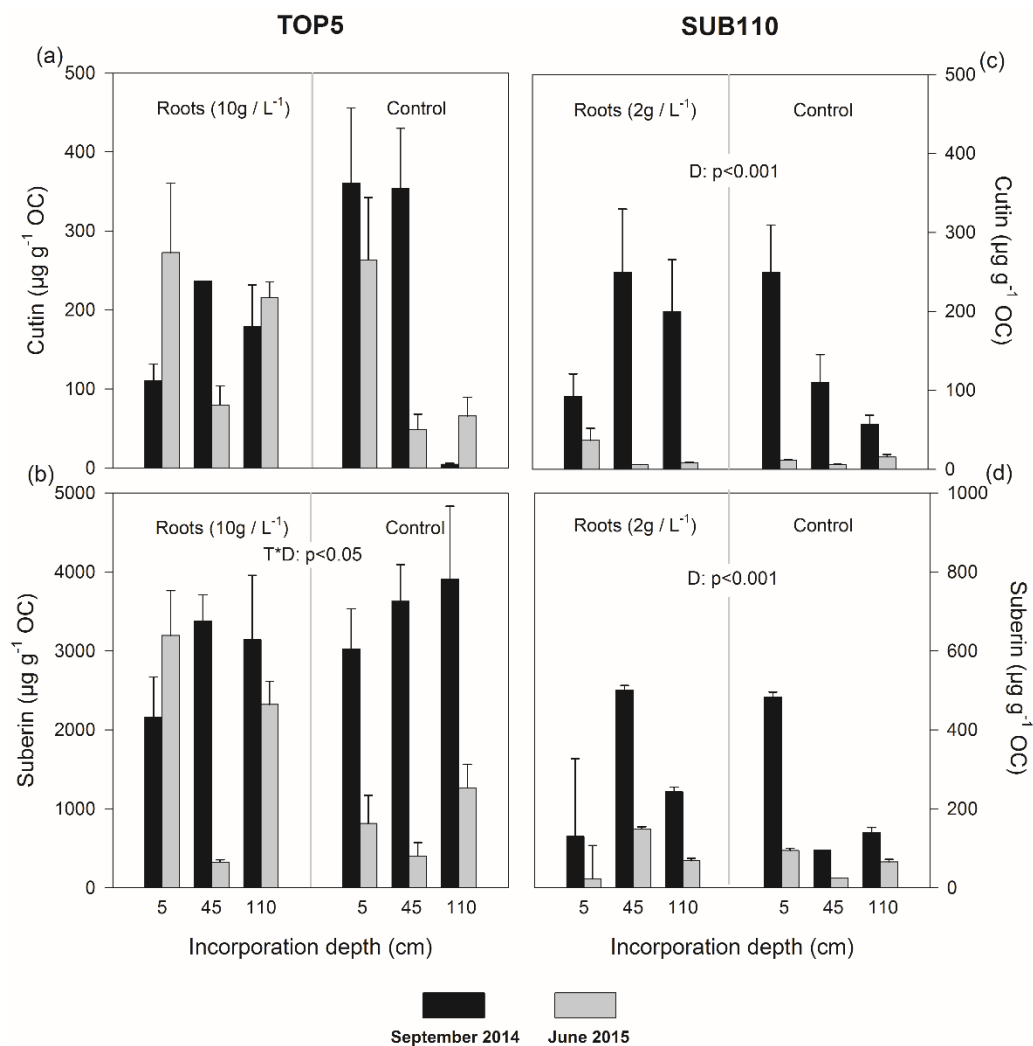 TOP5
SUB110
(a)
(c)
500
400
300
200
100
0
Cutin (µg g⁻¹ OC)
Roots (10g / L⁻¹)
Control
Roots (2g / L⁻¹)
Control
D: p<0.001
500
400
300
200
100
0
Cutin (µg g⁻¹ OC)
(b)
(d)
5000
4000
3000
2000
1000
0
Suberin (µg g⁻¹ OC)
Roots (10g / L⁻¹)
Control
T*D: p<0.05
Roots (2g / L⁻¹)
Control
D: p<0.001
1000
800
600
400
200
0
Suberin (µg g⁻¹ OC)
5 45 110 5 45 110
5 45 110 5 45 110
Incorporation depth (cm)
Incorporation depth (cm)
September 2014
June 2015